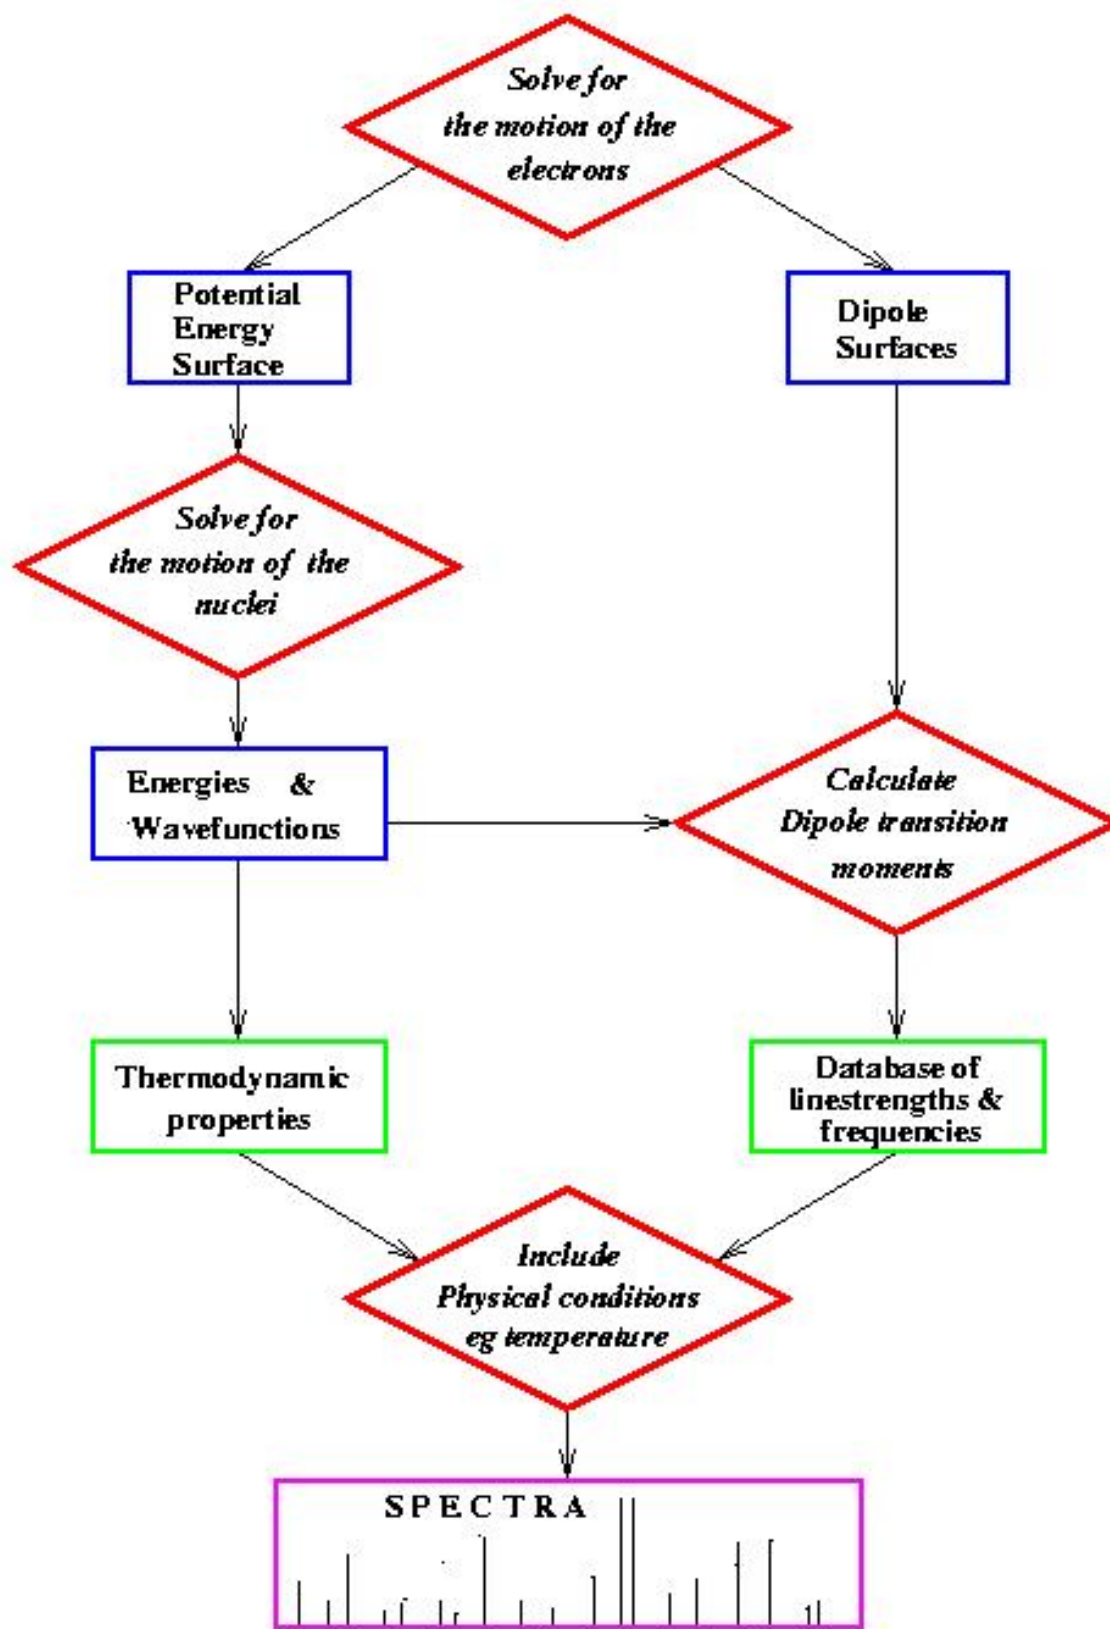 Solve for
the motion of the
electrons
Potential
Energy
Surface
Dipole
Surfaces
Solve for
the motion of the
nuclei
Energies &
Wavefunctions
Calculate
Dipole transition
moments
Thermodynamic
properties
Database of
linestrengths &
frequencies
Include
Physical conditions
eg temperature
SPECTRA